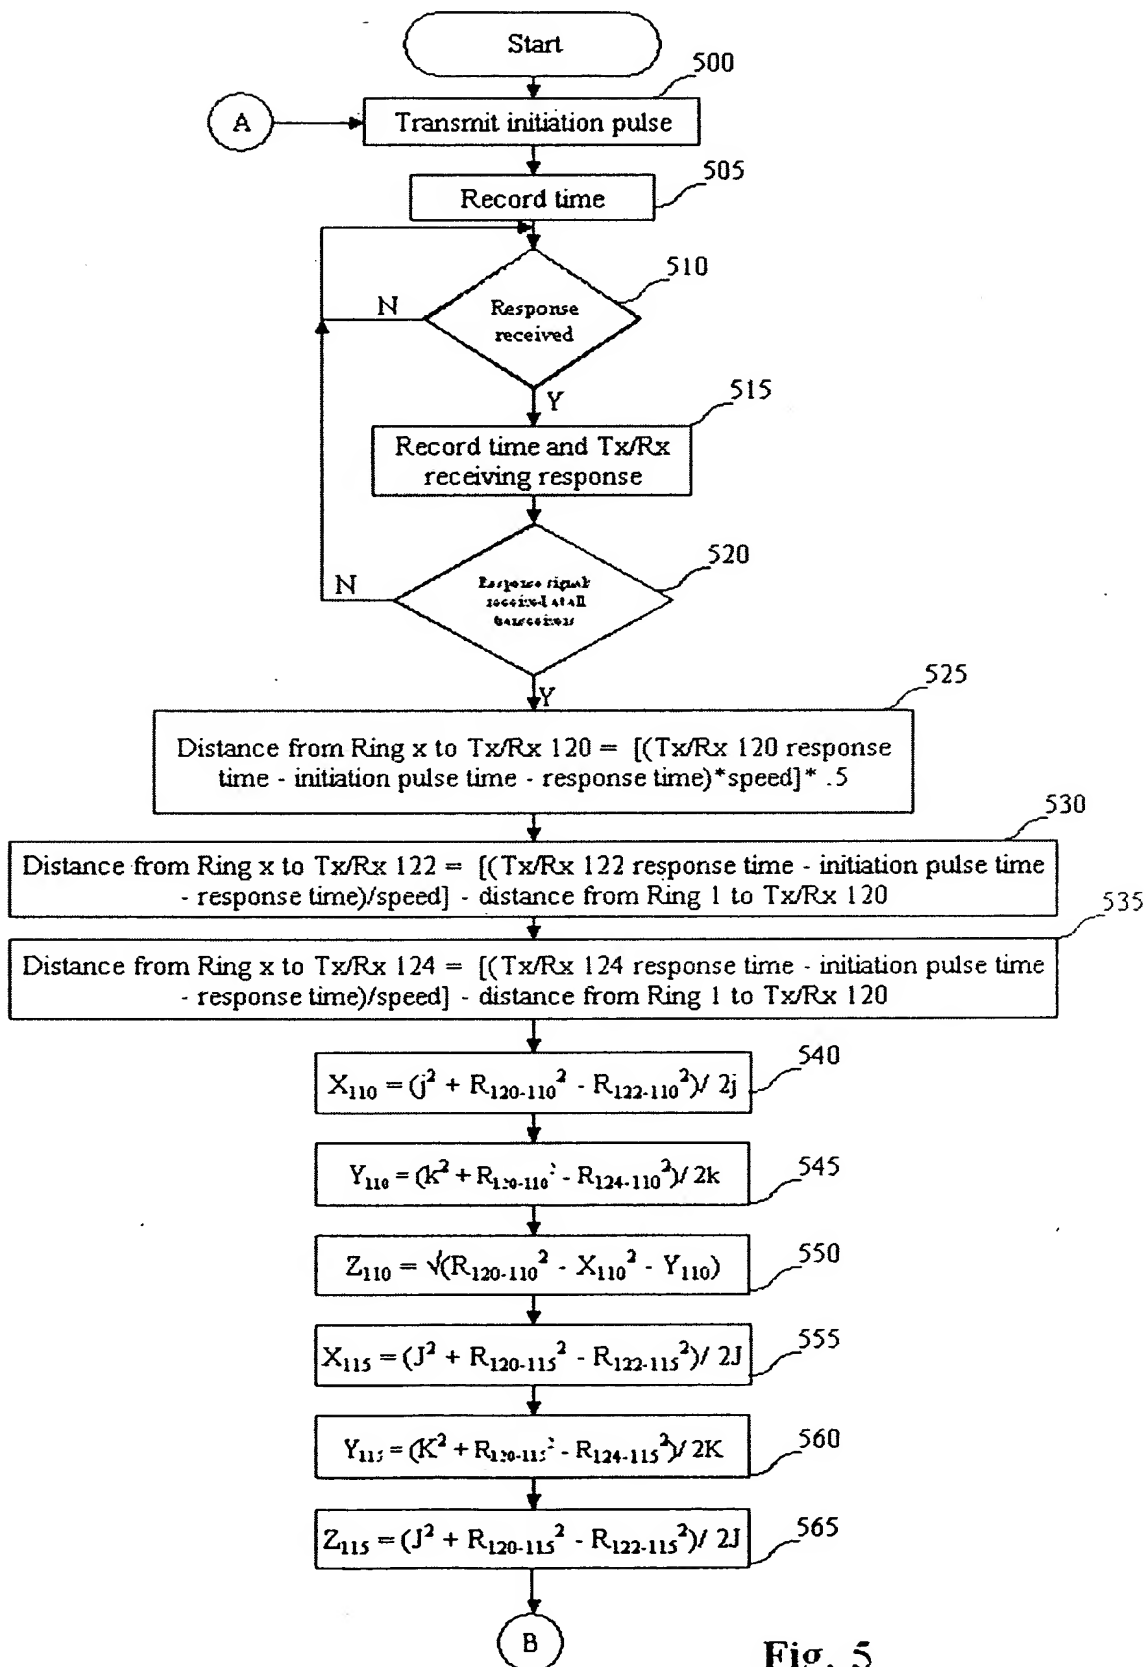 Start
500
A
Transmit initiation pulse
505
Record time
510
N
Response
received
Y
515
Record time and Tx/Rx
receiving response
520
N
Response signals
received at all
transceivers
Y
525
Distance from Ring x to Tx/Rx 120 = [(Tx/Rx 120 response
time - initiation pulse time - response time)*speed]* .5
530
Distance from Ring x to Tx/Rx 122 = [(Tx/Rx 122 response time - initiation pulse time
- response time)/speed] - distance from Ring 1 to Tx/Rx 120
535
Distance from Ring x to Tx/Rx 124 = [(Tx/Rx 124 response time - initiation pulse time
- response time)/speed] - distance from Ring 1 to Tx/Rx 120
540
X₁₁₀ = (j² + R₁₂₀₋₁₁₀² - R₁₂₂₋₁₁₀²)/ 2j
545
Y₁₁₀ = (k² + R₁₂₀₋₁₁₀² - R₁₂₄₋₁₁₀²)/ 2k
550
Z₁₁₀ = √(R₁₂₀₋₁₁₀² - X₁₁₀² - Y₁₁₀)
555
X₁₁₅ = (J² + R₁₂₀₋₁₁₅² - R₁₂₂₋₁₁₅²)/ 2J
560
Y₁₁₅ = (K² + R₁₂₀₋₁₁₅² - R₁₂₄₋₁₁₅²)/ 2K
565
Z₁₁₅ = (J² + R₁₂₀₋₁₁₅² - R₁₂₂₋₁₁₅²)/ 2J
B
Fig. 5